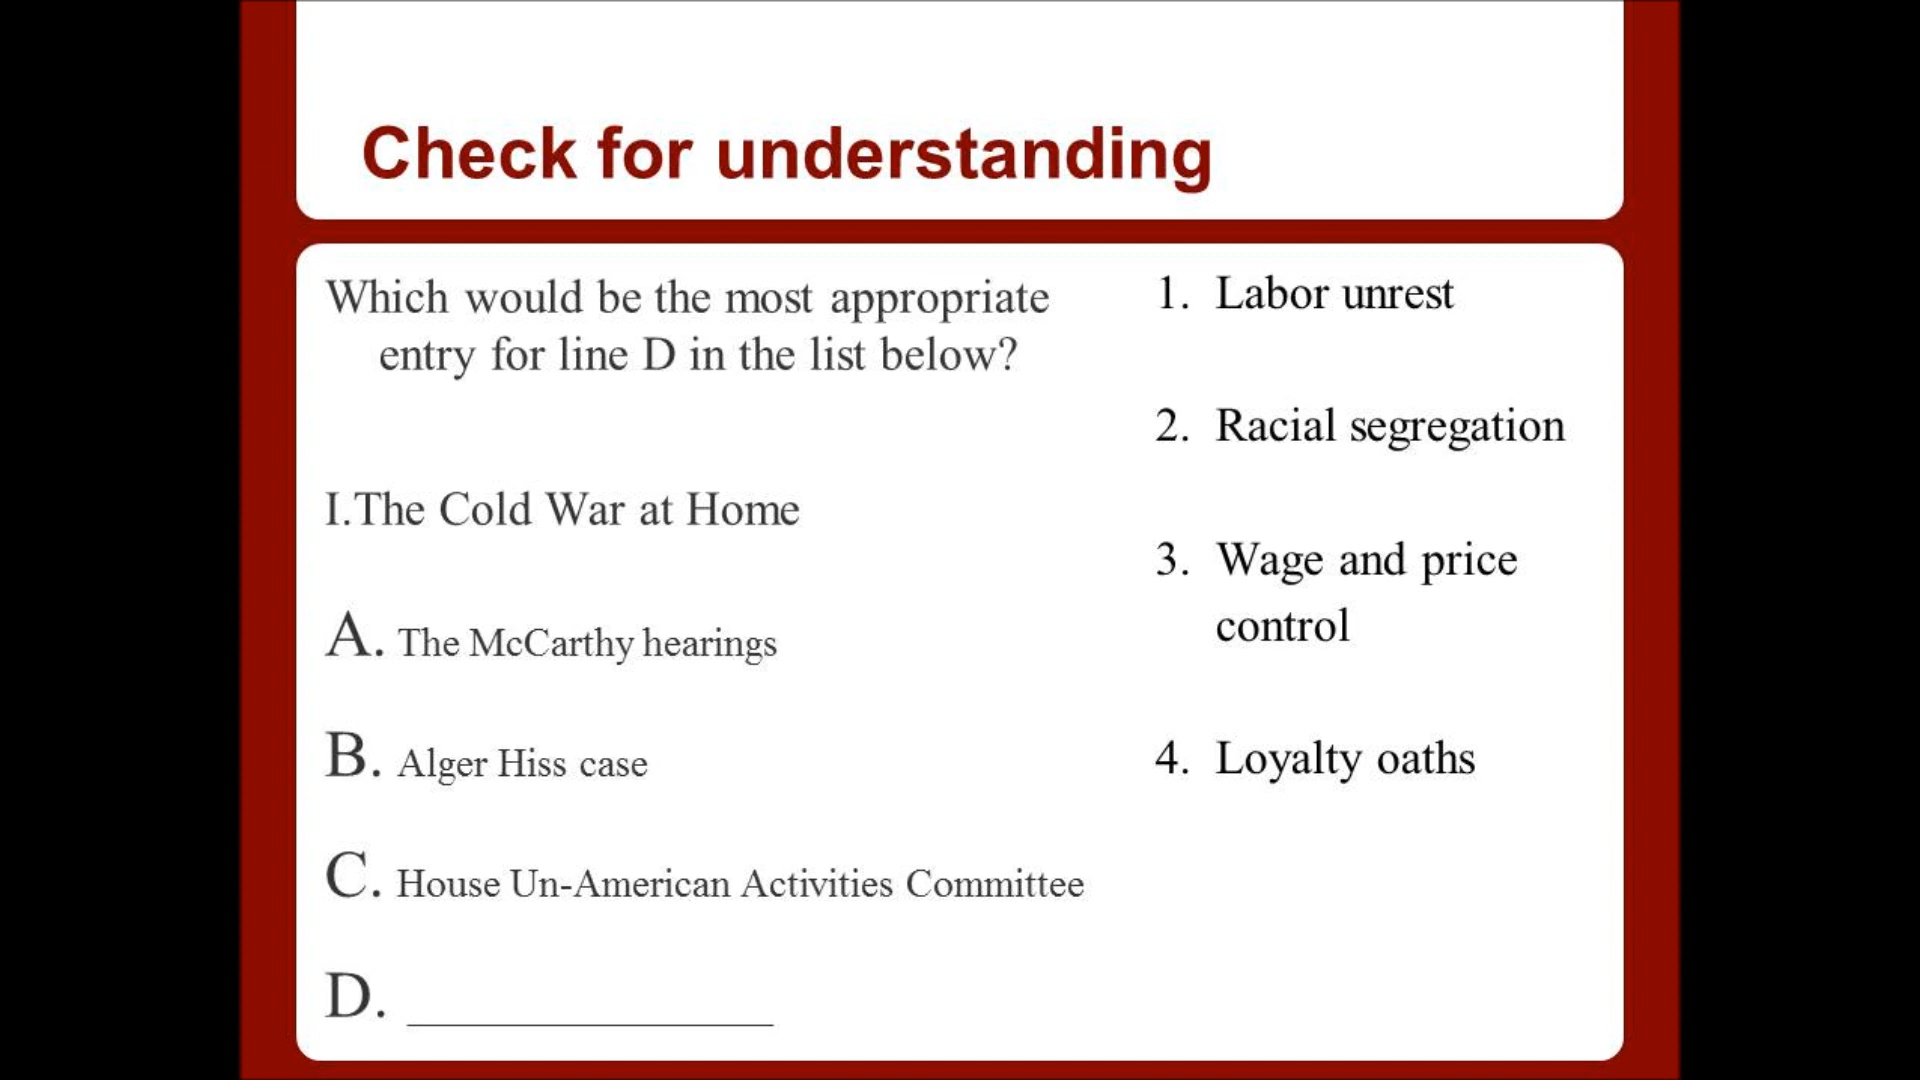 Check for understanding
Which would be the most appropriate
entry for line D in the list below?
I.The Cold War at Home
A. The McCarthy hearings
B. Alger Hiss case
C. House Un-American Activities Committee
D. _______________
1. Labor unrest
2. Racial segregation
3. Wage and price
control
4. Loyalty oaths